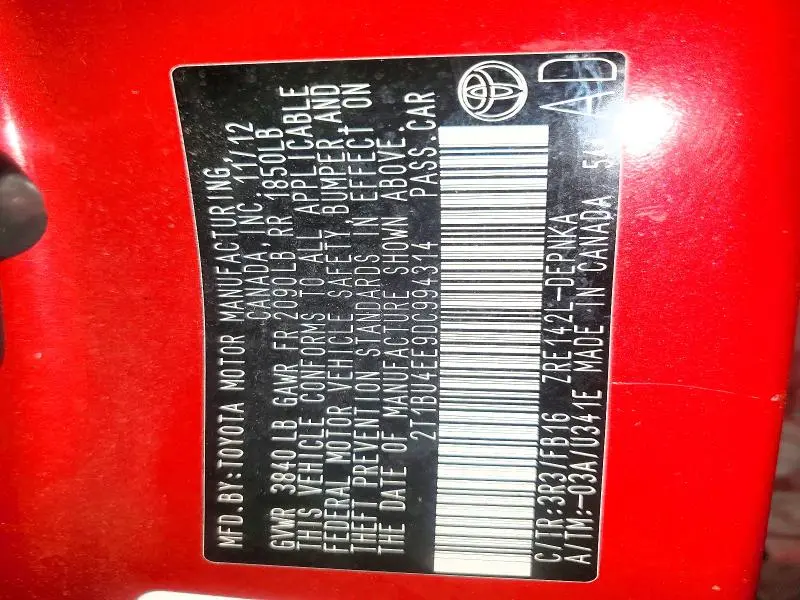 MFD. BY: TOYOTA MOTOR MANUFACTURING,
CANADA, INC. 11/12
GVWR 3840 LB GAWR FR 2090LB RR 1850LB
THIS VEHICLE CONFORMS TO ALL APPLICABLE
FEDERAL MOTOR VEHICLE SAFETY, BUMPER, AND
THEFT PREVENTION STANDARDS IN EFFECT ON
THE DATE OF MANUFACTURE SHOWN ABOVE.
2T1BU4EE9DC994314 PASS. CAR
C/TR:3R3/FB16 ZRE142L-DEPNKA
A/TM:-03A/U341E MADE IN CANADA
AD